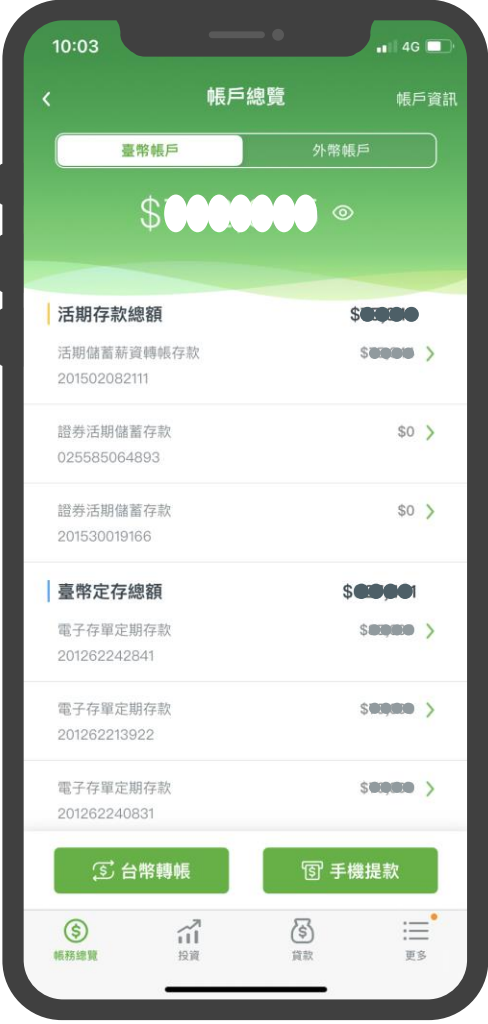 10:03
4G
帳戶總覽
帳戶資訊
臺幣帳戶
外幣帳戶
$
活期存款總額 $
活期儲蓄薪資轉帳存款 $
201502082111
證券活期儲蓄存款 $0
025585064893
證券活期儲蓄存款 $0
201530019166
臺幣定存總額 $
電子存單定期存款 $
201262242841
電子存單定期存款 $
201262213922
電子存單定期存款 $
201262240831
台幣轉帳
手機提款
帳務總覽
投資
貸款
更多